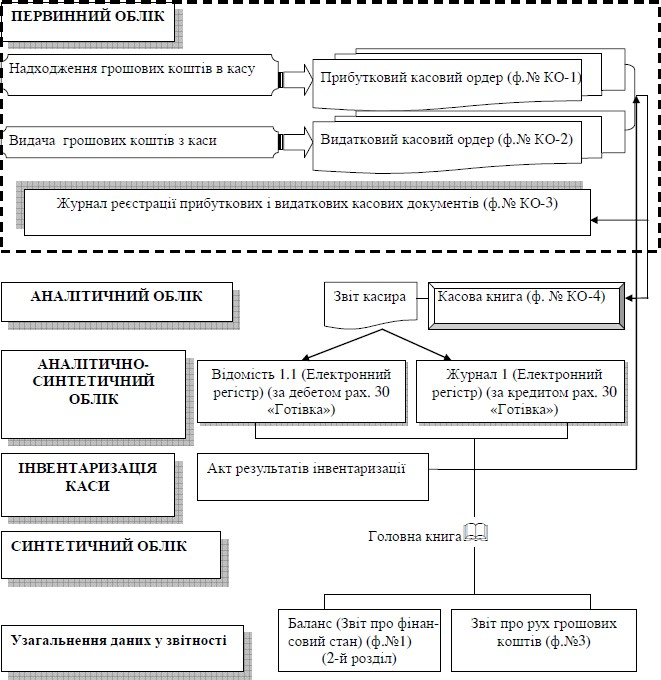 ПЕРВИННИЙ ОБЛІК
Надходження грошових коштів в касу
Прибутковий касовий ордер (ф.№ КО-1)
Видача грошових коштів з каси
Видатковий касовий ордер (ф.№ КО-2)
Журнал реєстрації прибуткових і видаткових касових документів (ф.№ КО-3)
АНАЛІТИЧНИЙ ОБЛІК
Звіт касира
Касова книга (ф. № КО-4)
АНАЛІТИЧНО-
СИНТЕТИЧНИЙ
ОБЛІК
Відомість 1.1 (Електронний
регістр) (за дебетом рах. 30
«Готівка»)
Журнал 1 (Електронний
регістр) (за кредитом рах. 30
«Готівка»)
ІНВЕНТАРИЗАЦІЯ
КАСИ
Акт результатів інвентаризації
СИНТЕТИЧНИЙ ОБЛІК
Головна книга
Узагальнення даних у звітності
Баланс (Звіт про фінан-
совий стан) (ф.№1)
(2-й розділ)
Звіт про рух грошових
коштів (ф.№3)